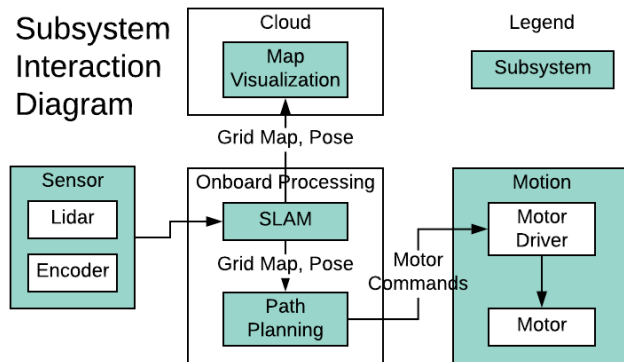 Subsystem
Interaction
Diagram
Cloud
Map
Visualization
Legend
Subsystem
Grid Map, Pose
Sensor
Lidar
Encoder
Onboard Processing
SLAM
Grid Map, Pose
Path
Planning
Motor
Commands
Motion
Motor
Driver
Motor